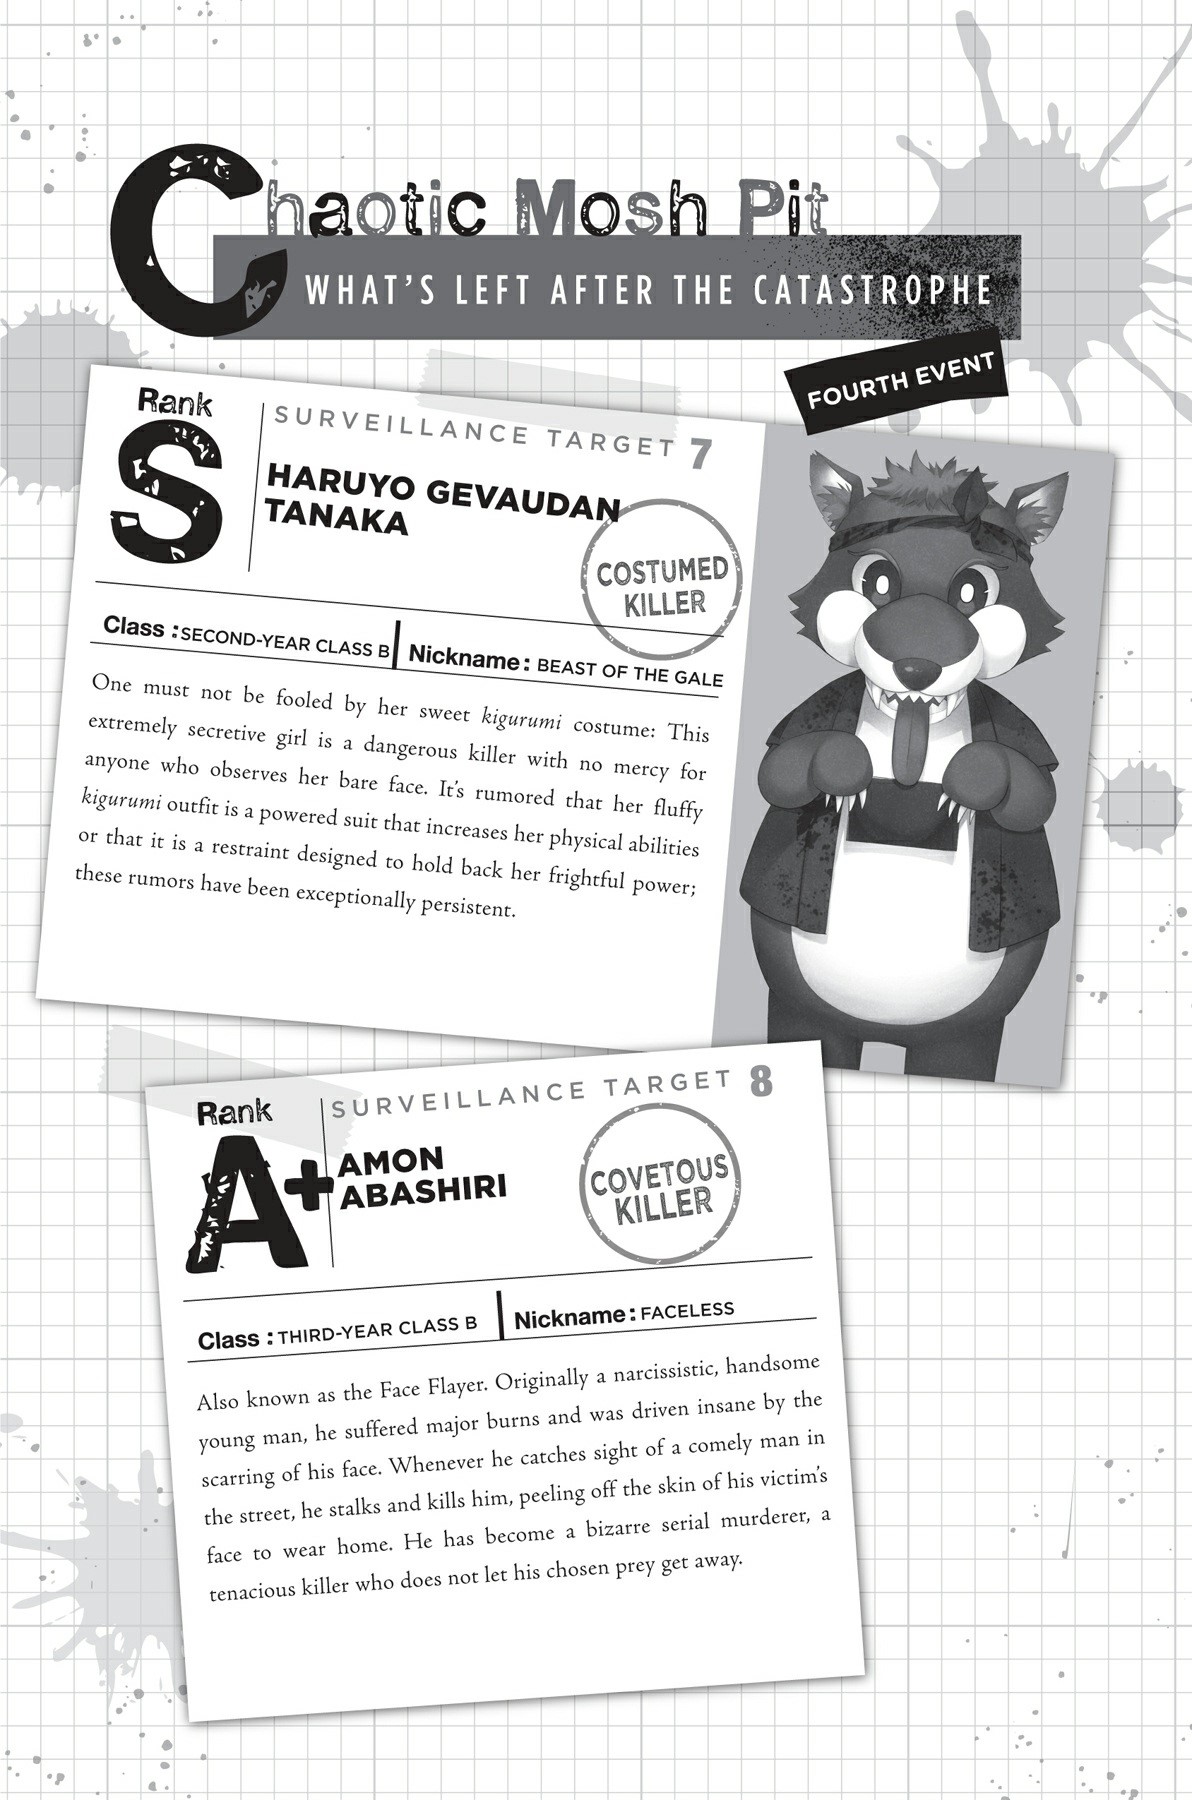 Chaotic Mosh Pit
WHAT'S LEFT AFTER THE CATASTROPHE
FOURTH EVENT
Rank
S
SURVEILLANCE TARGET 7
HARUYO GEVAUDAN
TANAKA
COSTUMED
KILLER
Class : SECOND-YEAR CLASS B
Nickname : BEAST OF THE GALE
One must not be fooled by her sweet kigurumi costume: This
extremely secretive girl is a dangerous killer with no mercy for
anyone who observes her bare face. It's rumored that her fluffy
kigurumi outfit is a powered suit that increases her physical abilities
or that it is a restraint designed to hold back her frightful power;
these rumors have been exceptionally persistent.
Rank
A+
SURVEILLANCE TARGET 8
AMON
ABASHIRI
COVETOUS
KILLER
Class : THIRD-YEAR CLASS B
Nickname : FACELESS
Also known as the Face Flayer. Originally a narcissistic, handsome
young man, he suffered major burns and was driven insane by the
scarring of his face. Whenever he catches sight of a comely man in
the street, he stalks and kills him, peeling off the skin of his victim's
face to wear home. He has become a bizarre serial murderer, a
tenacious killer who does not let his chosen prey get away.